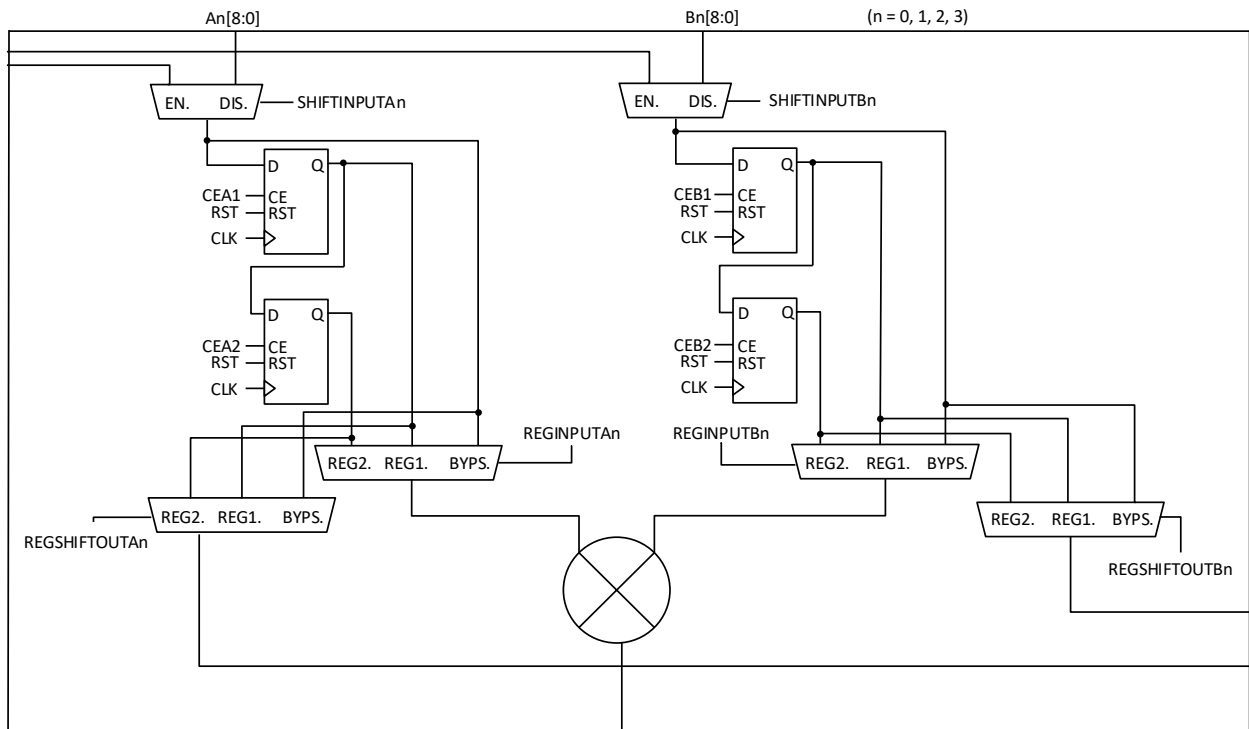 An[8:0] Bn[8:0] (n = 0, 1, 2, 3)
EN. DIS. SHIFTINPUTAn EN. DIS. SHIFTINPUTBn
D Q D Q
CEA1 CE CEB1 CE
RST RST RST RST
CLK CLK
D Q D Q
CEA2 CE CEB2 CE
RST RST RST RST
CLK CLK
REGINPUTAn REGINPUTBn
REG2. REG1. BYPS. REG2. REG1. BYPS.
REG2. REG1. BYPS. REG2. REG1. BYPS.
REGSHIFTOUTAn REGSHIFTOUTBn